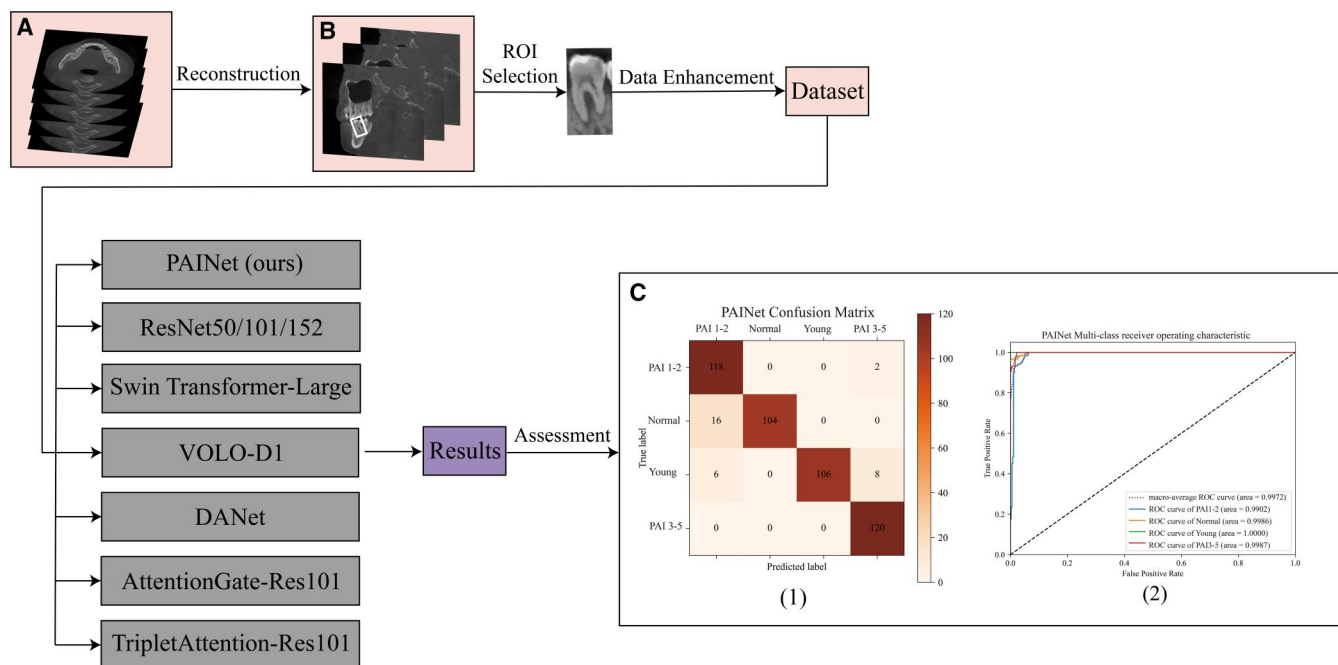 A
Reconstruction
B
ROI
Selection
Data Enhancement
Dataset
PAINet (ours)
ResNet50/101/152
Swin Transformer-Large
VOLO-D1
DANet
AttentionGate-Res101
TripletAttention-Res101
Results
Assessment
C
PAINet Confusion Matrix
PAI 1-2 Normal Young PAI 3-5
True label
PAI 1-2 118 0 0 2
Normal 16 104 0 0
Young 6 0 106 8
PAI 3-5 0 0 0 120
Predicted label
120
100
80
60
40
20
0
(1)
PAINet Multi-class receiver operating characteristic
True Positive Rate
1.0
0.8
0.6
0.4
0.2
0.0
0.0 0.2 0.4 0.6 0.8 1.0
False Positive Rate
macro-average ROC curve (area = 0.9972)
ROC curve of PAI1-2 (area = 0.9902)
ROC curve of Normal (area = 0.9986)
ROC curve of Young (area = 1.0000)
ROC curve of PAI3-5 (area = 0.9987)
(2)